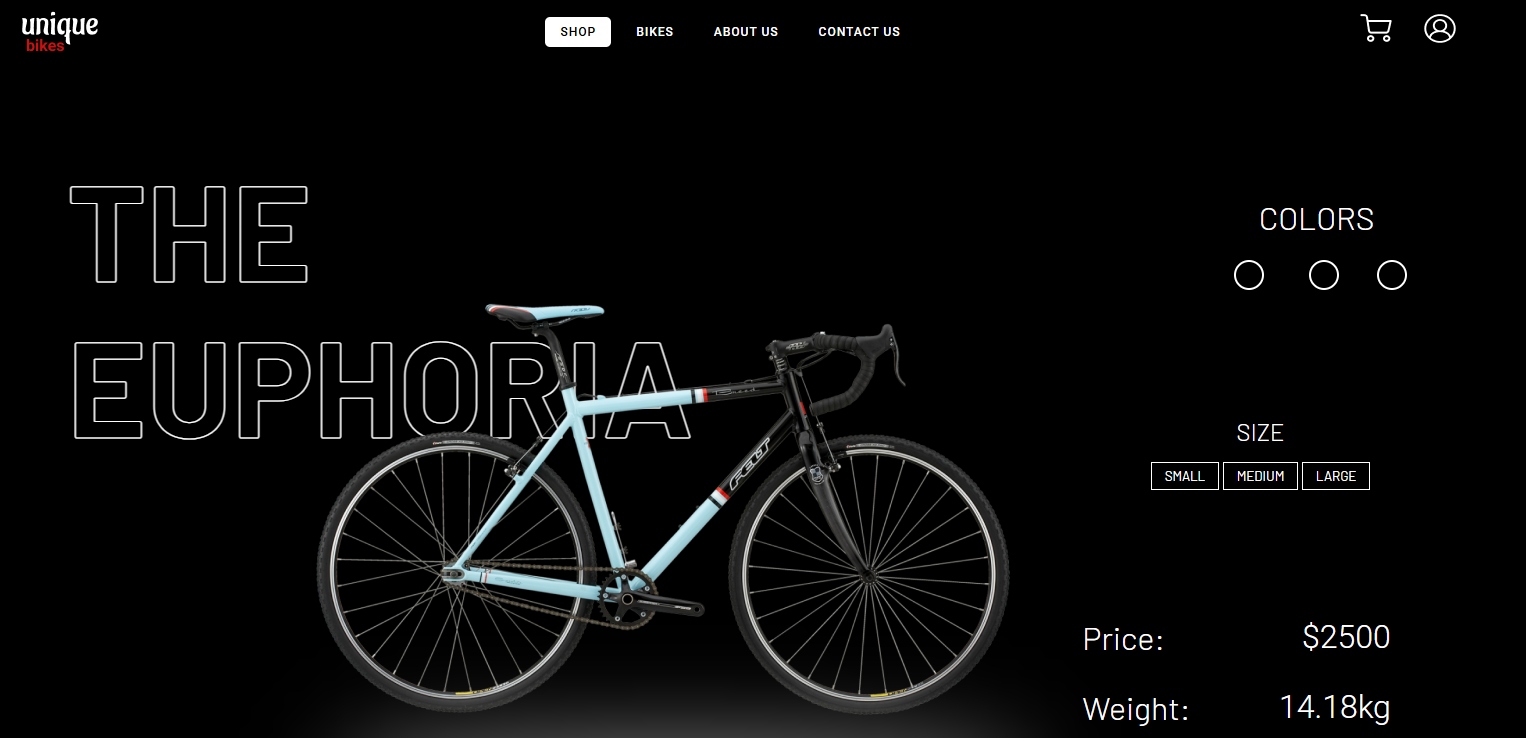 unique
bikes
SHOP
BIKES
ABOUT US
CONTACT US
THE
EUPHORIA
COLORS
FELT
SIZE
SMALL
MEDIUM
LARGE
Price: $2500
Weight: 14.18kg